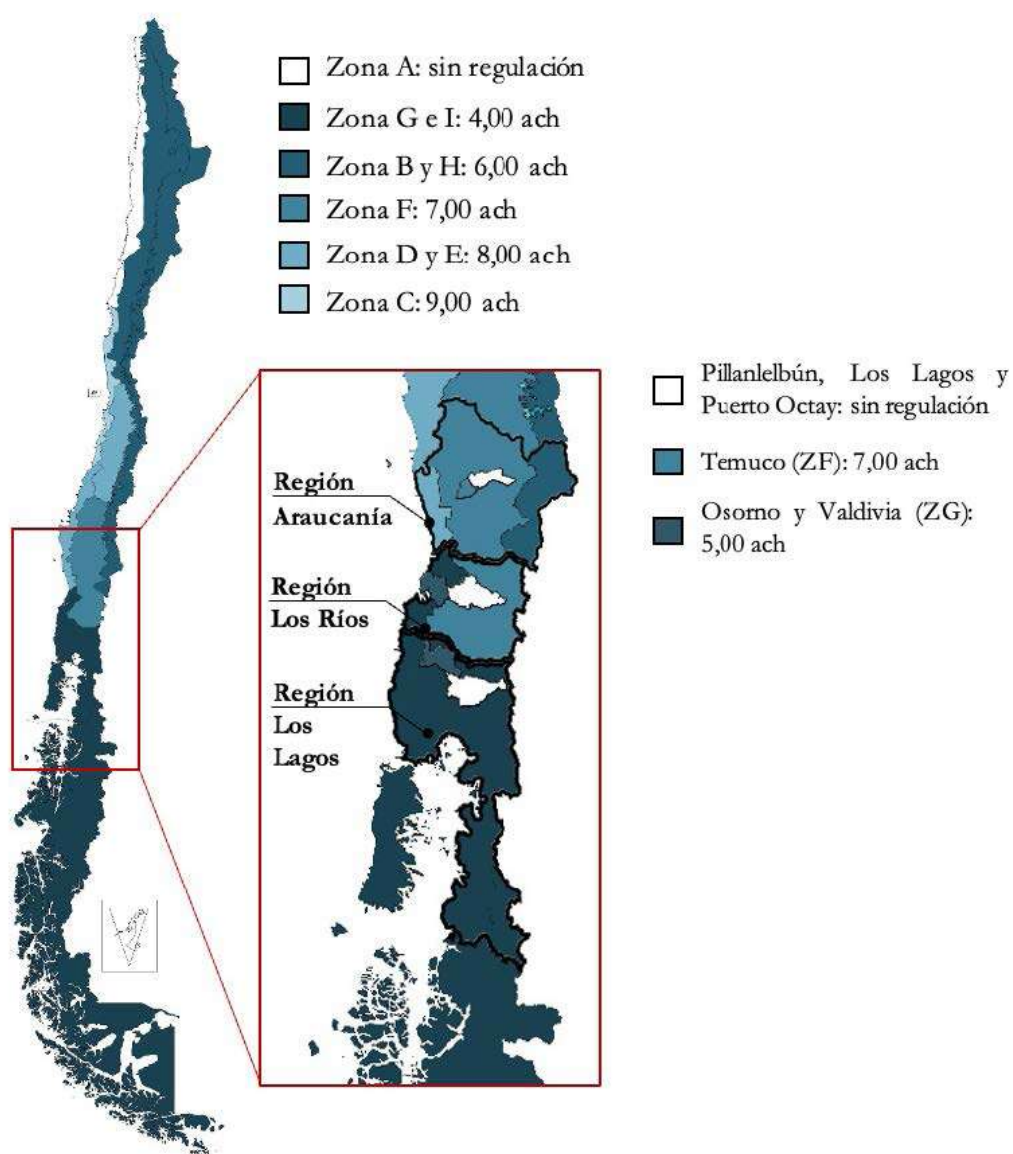 Zona A: sin regulación
Zona G e I: 4,00 ach
Zona B y H: 6,00 ach
Zona F: 7,00 ach
Zona D y E: 8,00 ach
Zona C: 9,00 ach
Pillanlelbún, Los Lagos y
Puerto Octay: sin regulación
Temuco (ZF): 7,00 ach
Osorno y Valdivia (ZG):
5,00 ach
Región
Araucanía
Región
Los Ríos
Región
Los
Lagos